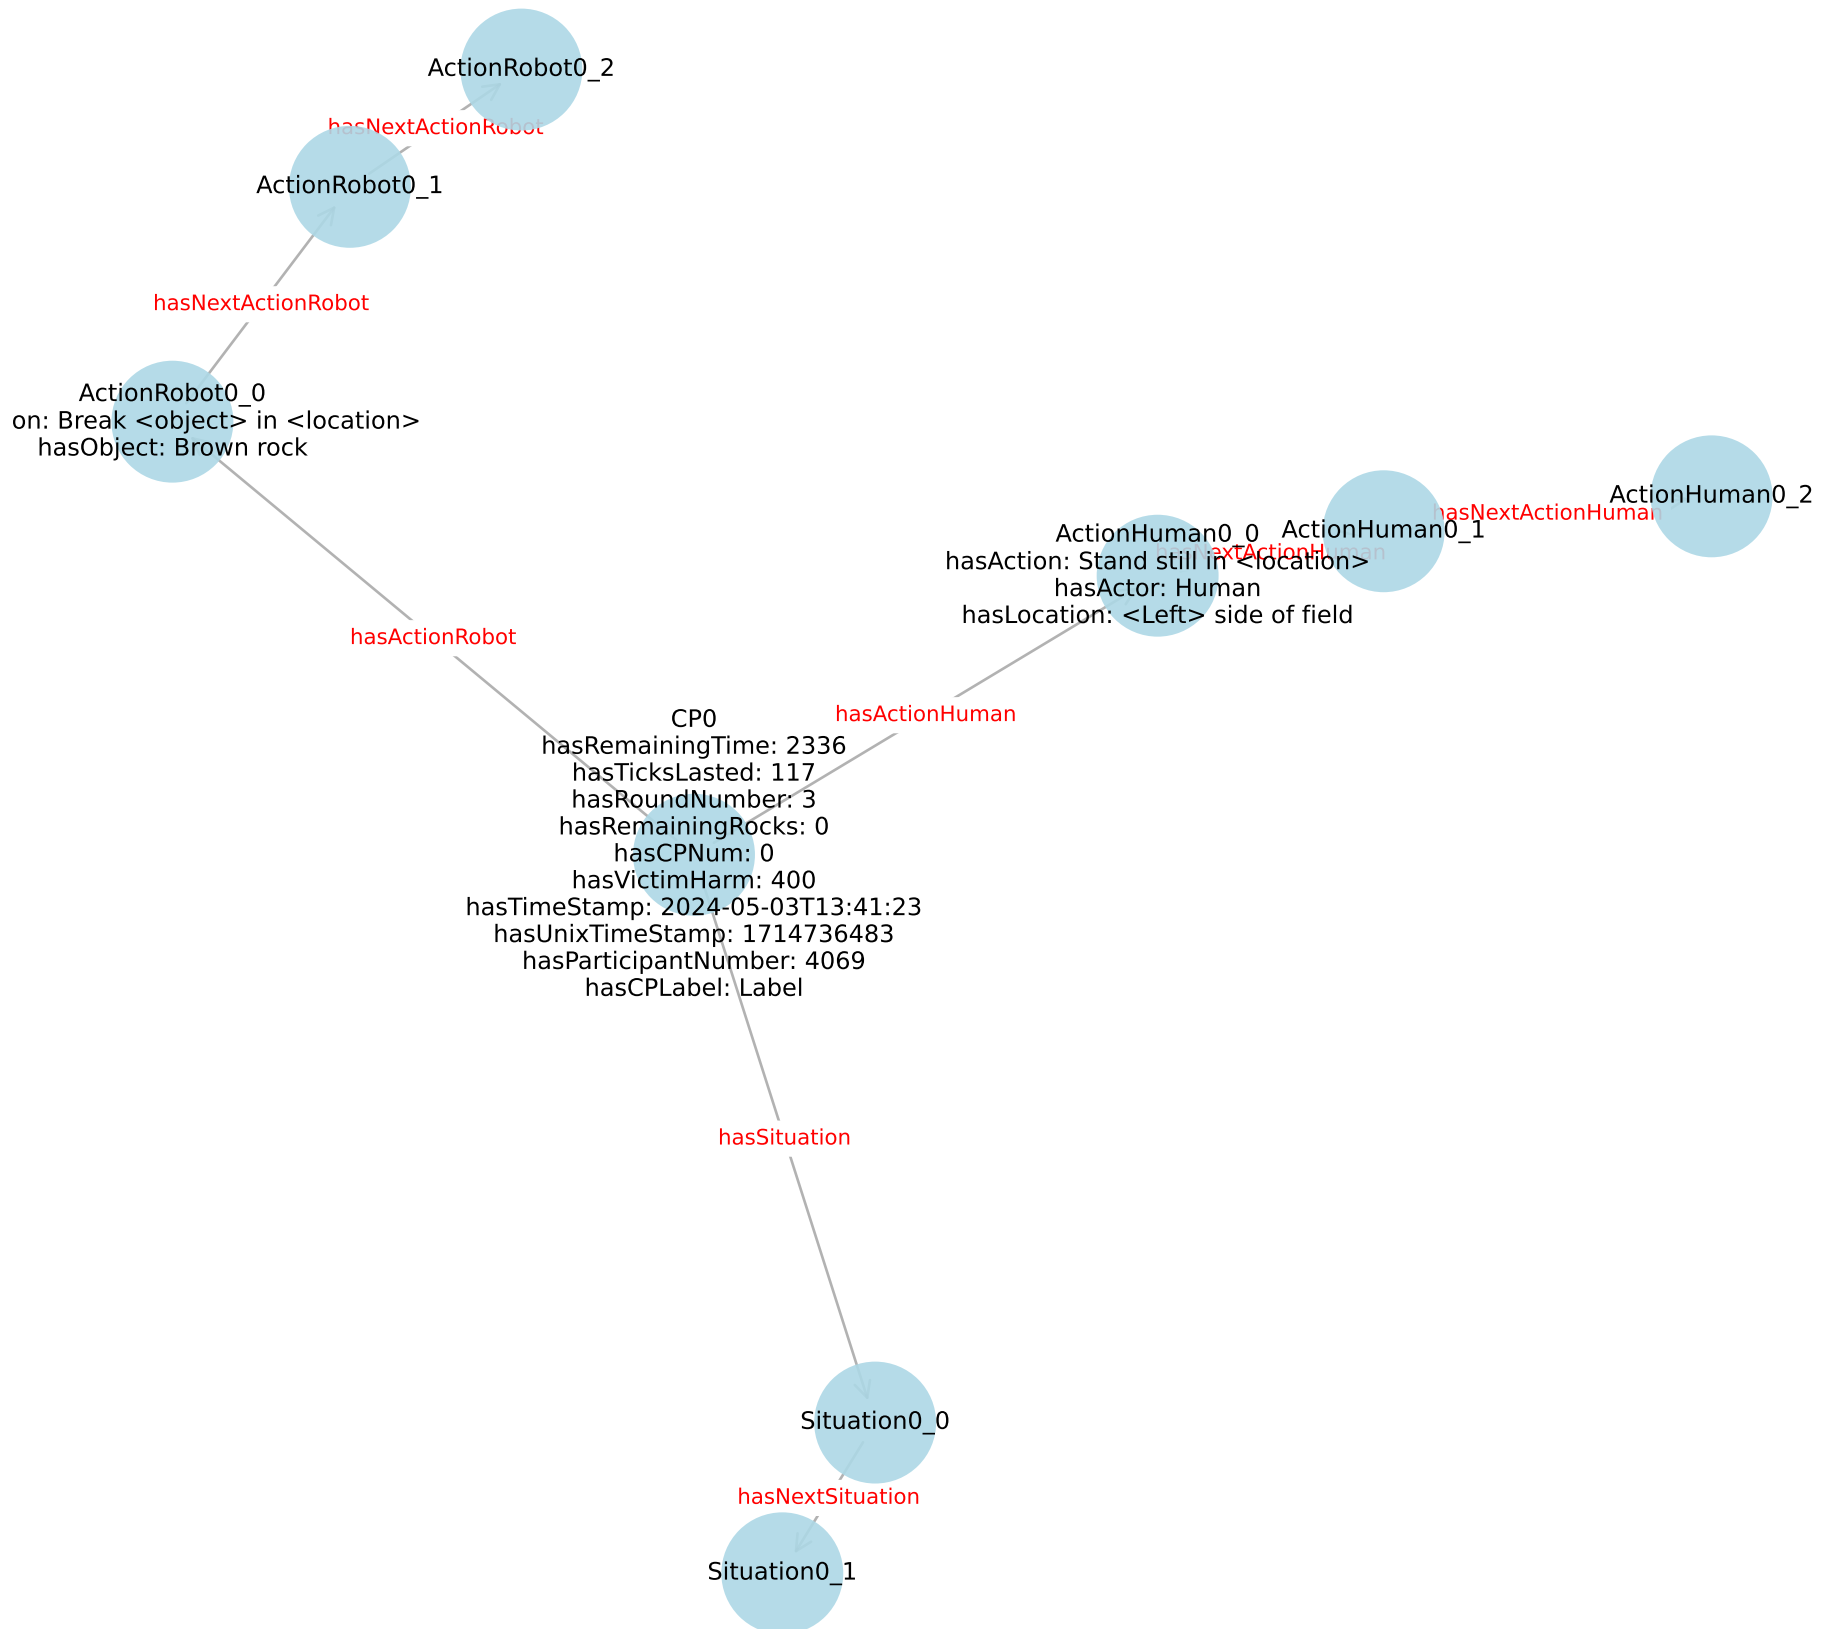 ActionRobot0_2
hasNextActionRobot
ActionRobot0_1
hasNextActionRobot
ActionRobot0_0
on: Break <object> in <location>
hasObject: Brown rock
ActionHuman0_2
hasNextActionHuman
ActionHuman0_1
hasNextActionHuman
ActionHuman0_0
hasAction: Stand still in <location>
hasActor: Human
hasLocation: <Left> side of field
hasActionRobot
hasActionHuman
CP0
hasRemainingTime: 2336
hasTicksLasted: 117
hasRoundNumber: 3
hasRemainingRocks: 0
hasCPNum: 0
hasVictimHarm: 400
hasTimeStamp: 2024-05-03T13:41:23
hasUnixTimeStamp: 1714736483
hasParticipantNumber: 4069
hasCPLabel: Label
hasSituation
Situation0_0
hasNextSituation
Situation0_1